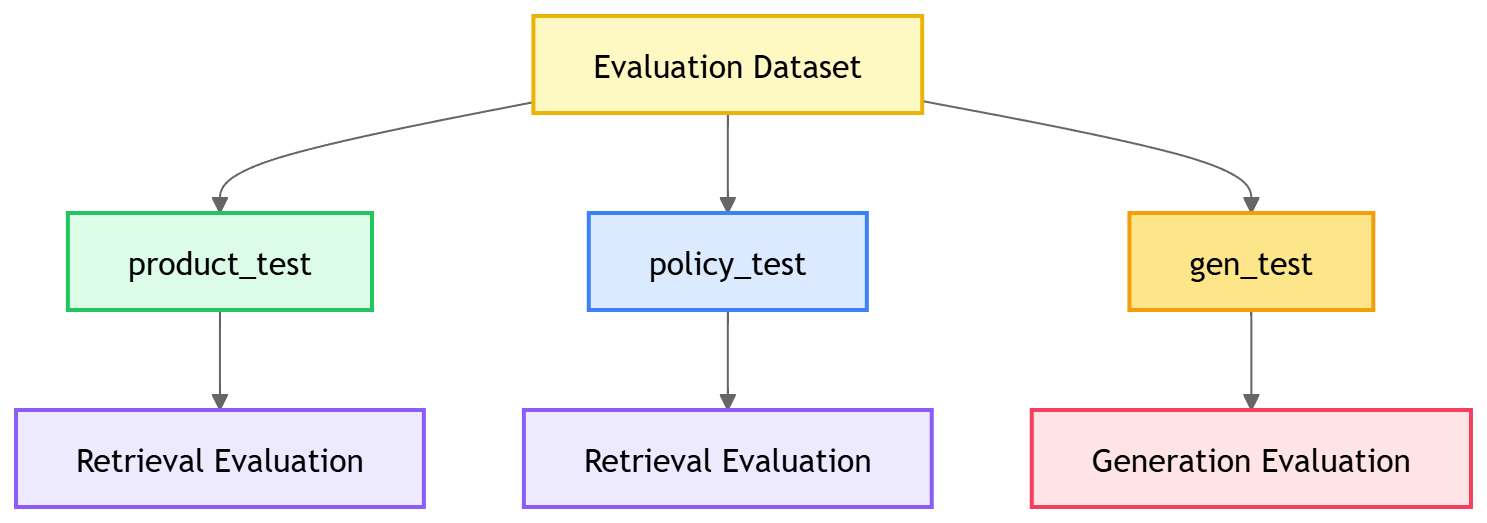 Evaluation Dataset
product_test
policy_test
gen_test
Retrieval Evaluation
Retrieval Evaluation
Generation Evaluation